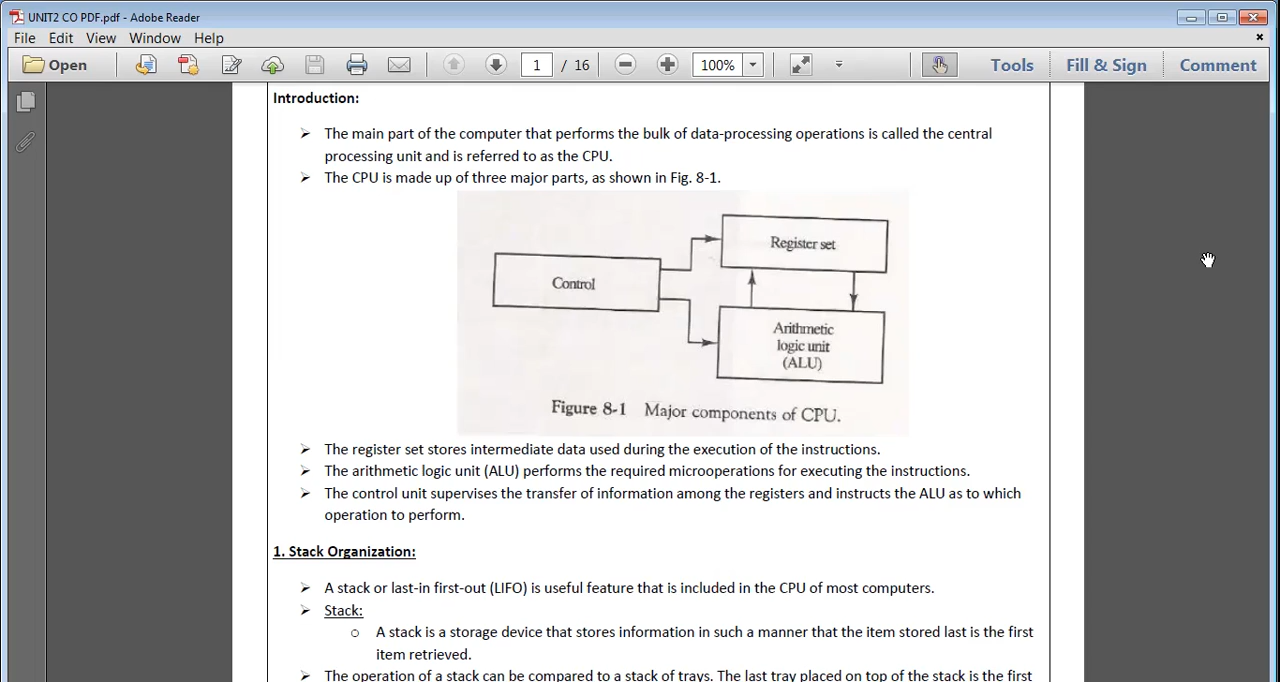 UNIT2 CO PDF.pdf - Adobe Reader
File Edit View Window Help
Open 1 / 16 100% Tools Fill & Sign Comment
Introduction:
The main part of the computer that performs the bulk of data-processing operations is called the central
processing unit and is referred to as the CPU.
The CPU is made up of three major parts, as shown in Fig. 8-1.
Register set
Control
Arithmetic
logic unit
(ALU)
Figure 8-1 Major components of CPU.
The register set stores intermediate data used during the execution of the instructions.
The arithmetic logic unit (ALU) performs the required microoperations for executing the instructions.
The control unit supervises the transfer of information among the registers and instructs the ALU as to which
operation to perform.
1. Stack Organization:
A stack or last-in first-out (LIFO) is useful feature that is included in the CPU of most computers.
Stack:
o A stack is a storage device that stores information in such a manner that the item stored last is the first
item retrieved.
The operation of a stack can be compared to a stack of trays. The last tray placed on top of the stack is the first